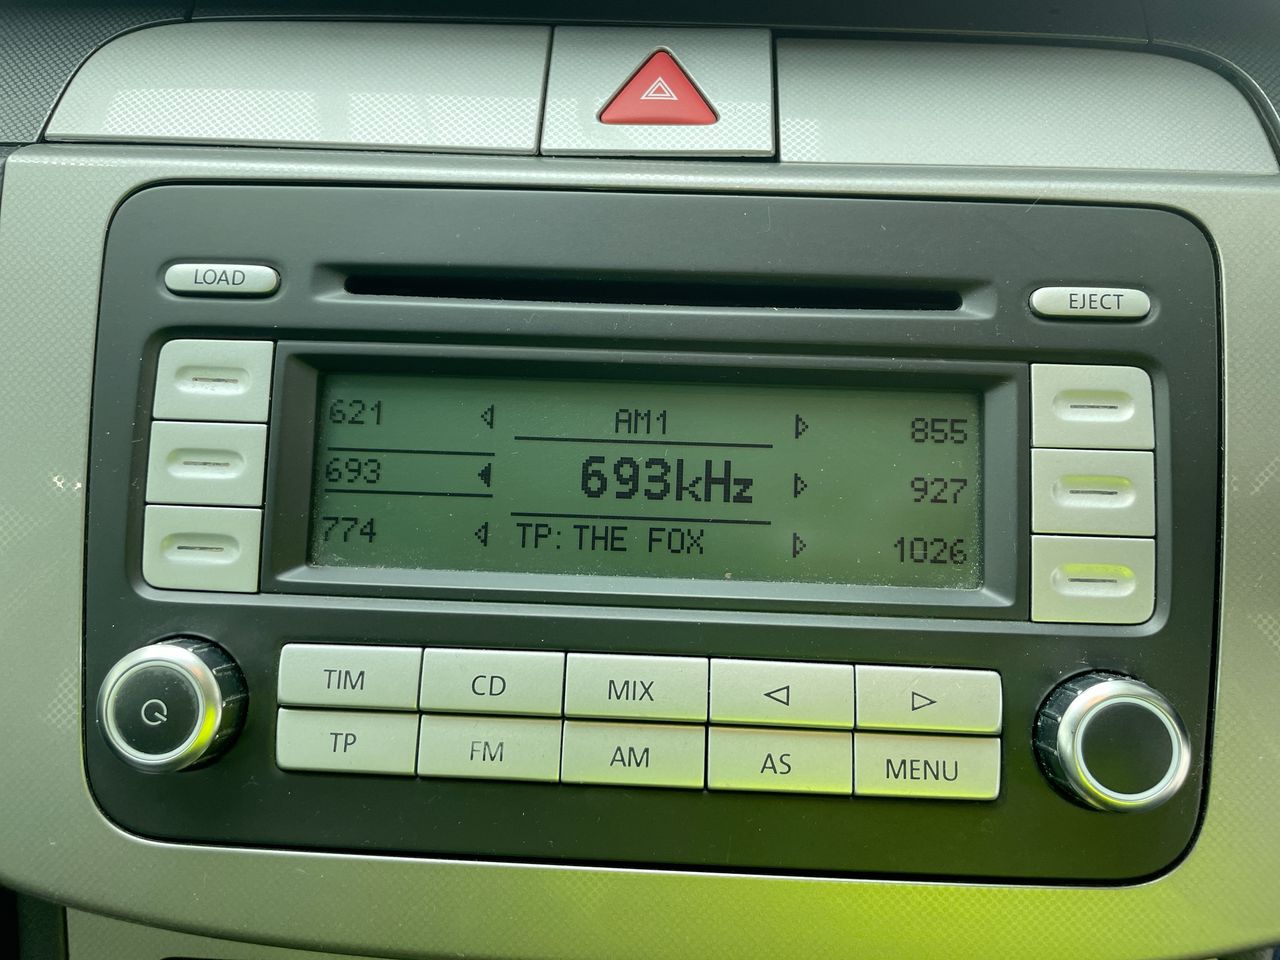 LOAD
EJECT
621 AM1 855
693 693kHz 927
774 TP: THE FOX 1026
TIM CD MIX
TP FM AM AS MENU